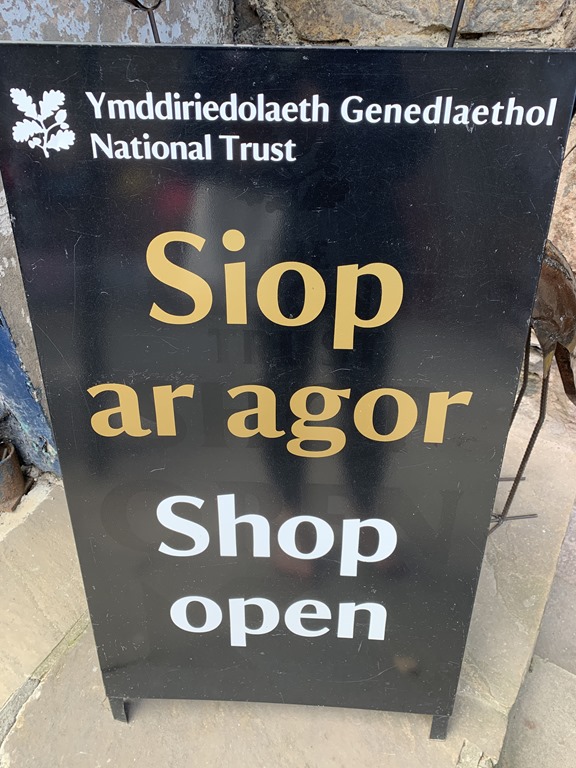 Ymddiriedolaeth Genedlaethol
National Trust
Siop
ar agor
Shop
open